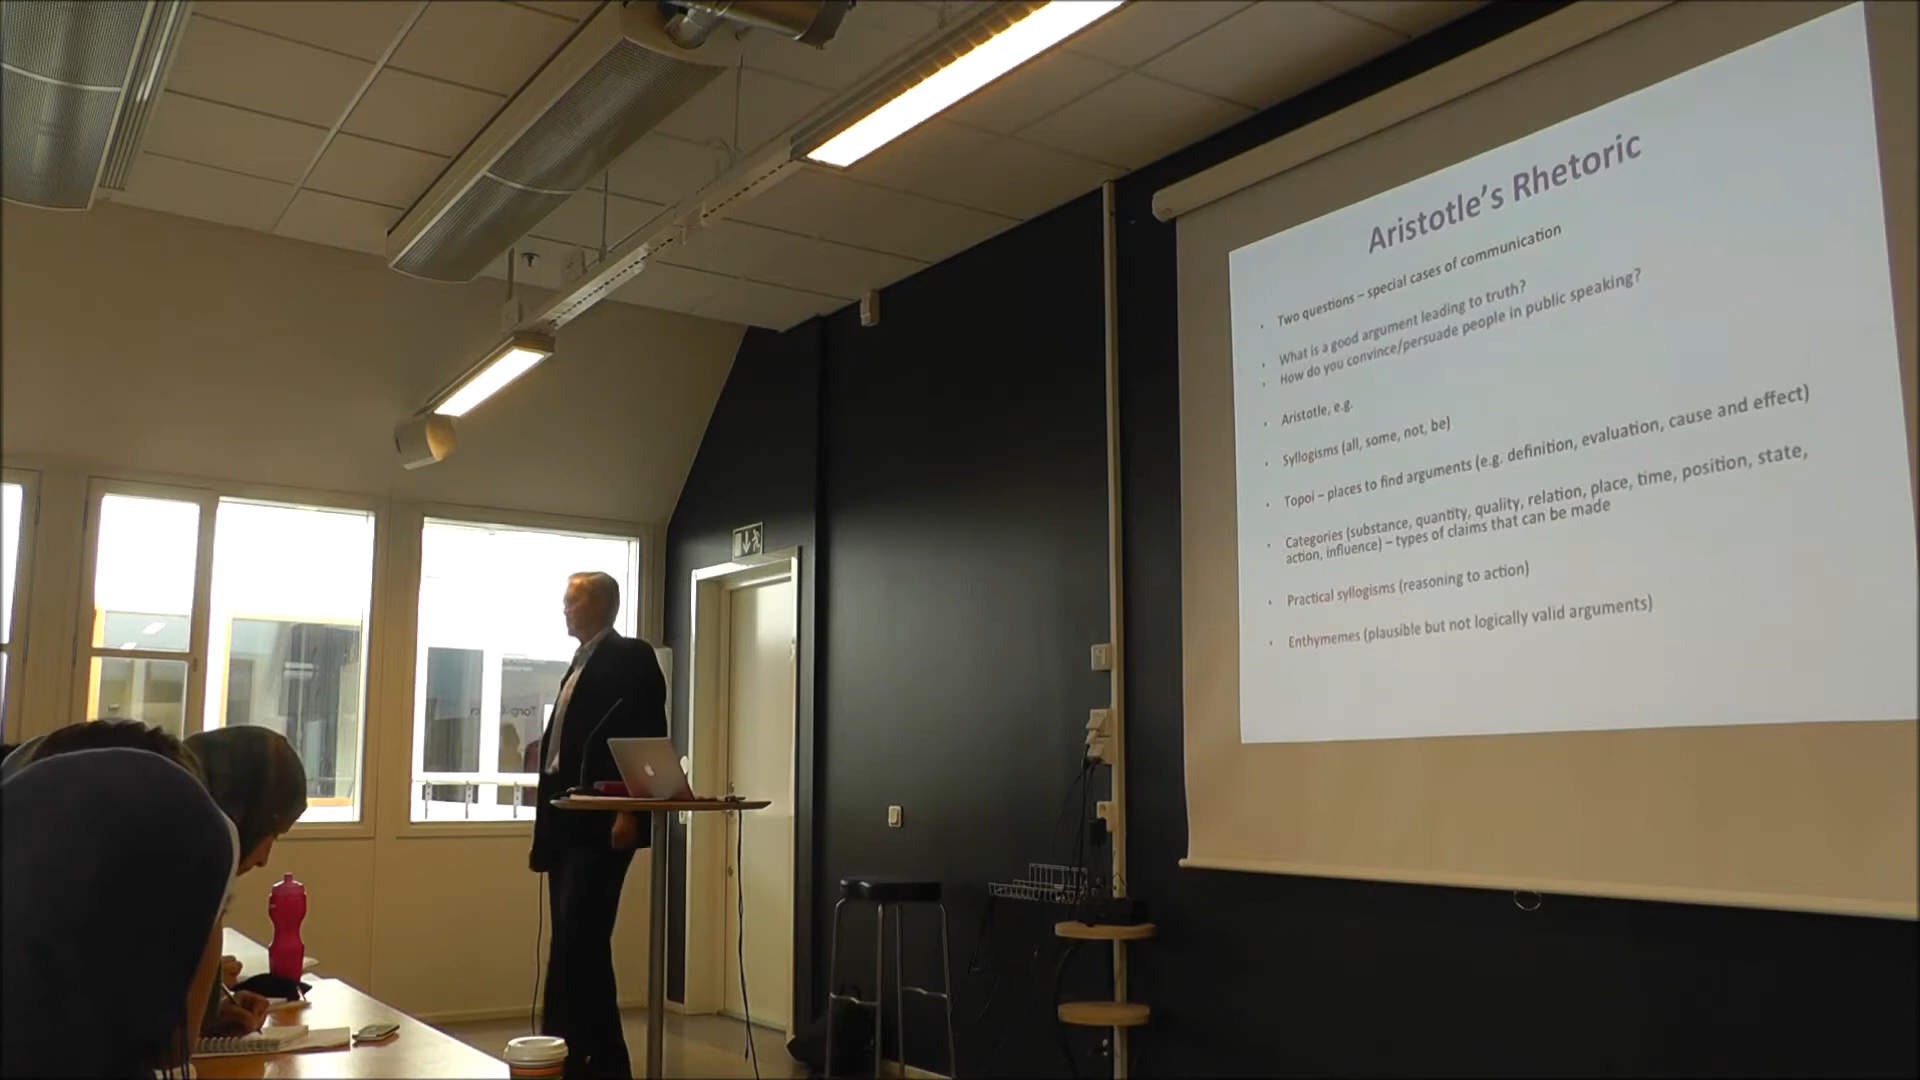 Aristotle's Rhetoric
Two questions – special cases of communication
What is a good argument leading to truth?
How do you convince/persuade people in public speaking?
Aristotle, e.g.
Syllogisms (all, some, not, be)
Topoi – places to find arguments (e.g. definition, evaluation, cause and effect)
Categories (substance, quantity, quality, relation, place, time, position, state,
action, influence) – types of claims that can be made
Practical syllogisms (reasoning to action)
Enthymemes (plausible but not logically valid arguments)